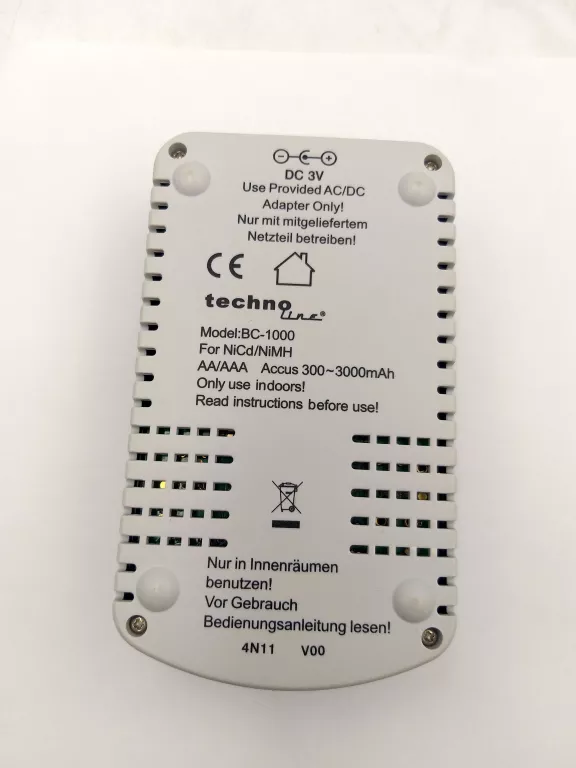 DC 3V
Use Provided AC/DC
Adapter Only!
Nur mit mitgeliefertem
Netzteil betreiben!
CE
techno
line®
Model:BC-1000
For NiCd/NiMH
AA/AAA Accus 300~3000mAh
Only use indoors!
Read instructions before use!
Nur in Innenräumen
benutzen!
Vor Gebrauch
Bedienungsanleitung lesen!
4N11 V00